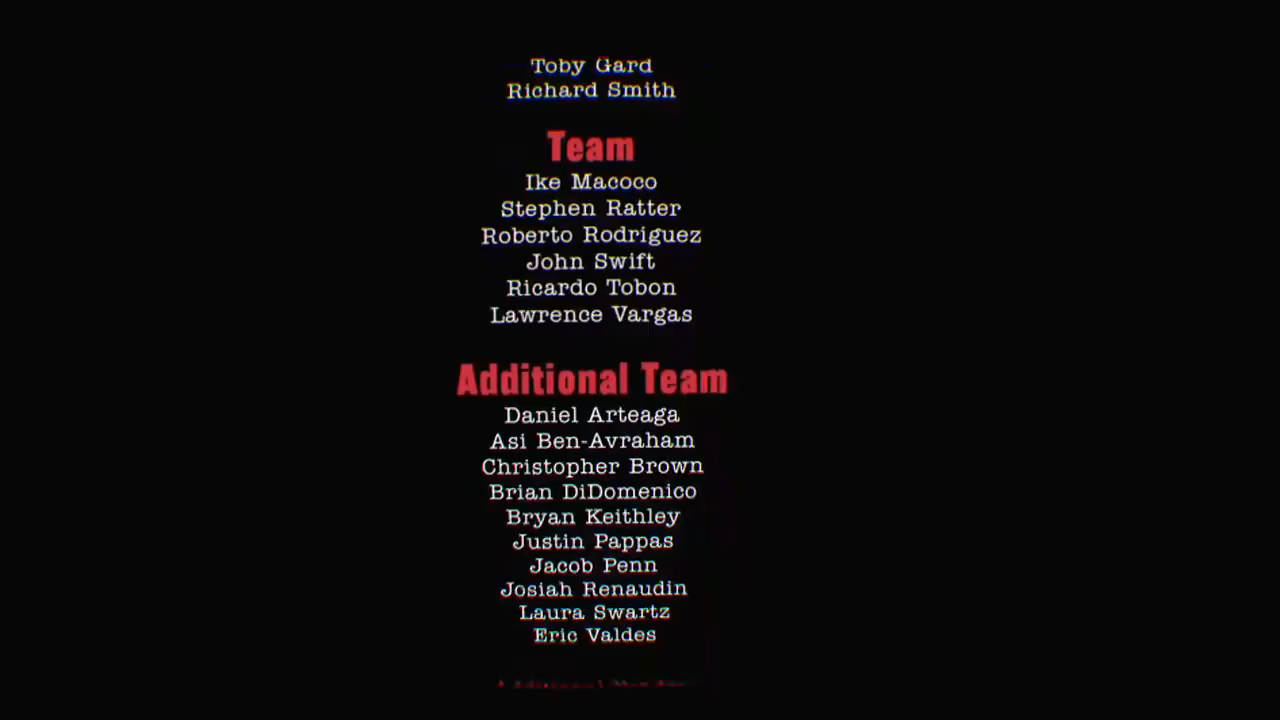 Toby Gard
Richard Smith
Team
Ike Macoco
Stephen Ratter
Roberto Rodriguez
John Swift
Ricardo Tobon
Lawrence Vargas
Additional Team
Daniel Arteaga
Asi Ben-Avraham
Christopher Brown
Brian DiDomenico
Bryan Keithley
Justin Pappas
Jacob Penn
Josiah Renaudin
Laura Swartz
Eric Valdes